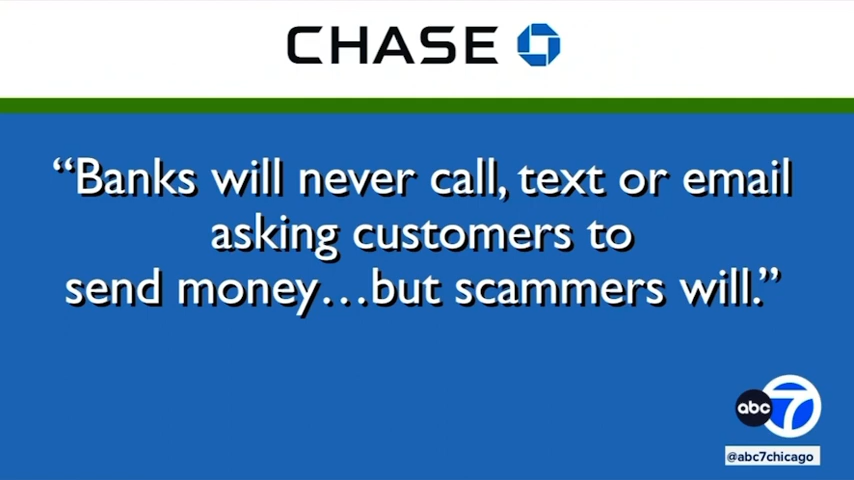 CHASE
“Banks will never call, text or email
asking customers to
send money...but scammers will.”
abc 7
@abc7chicago